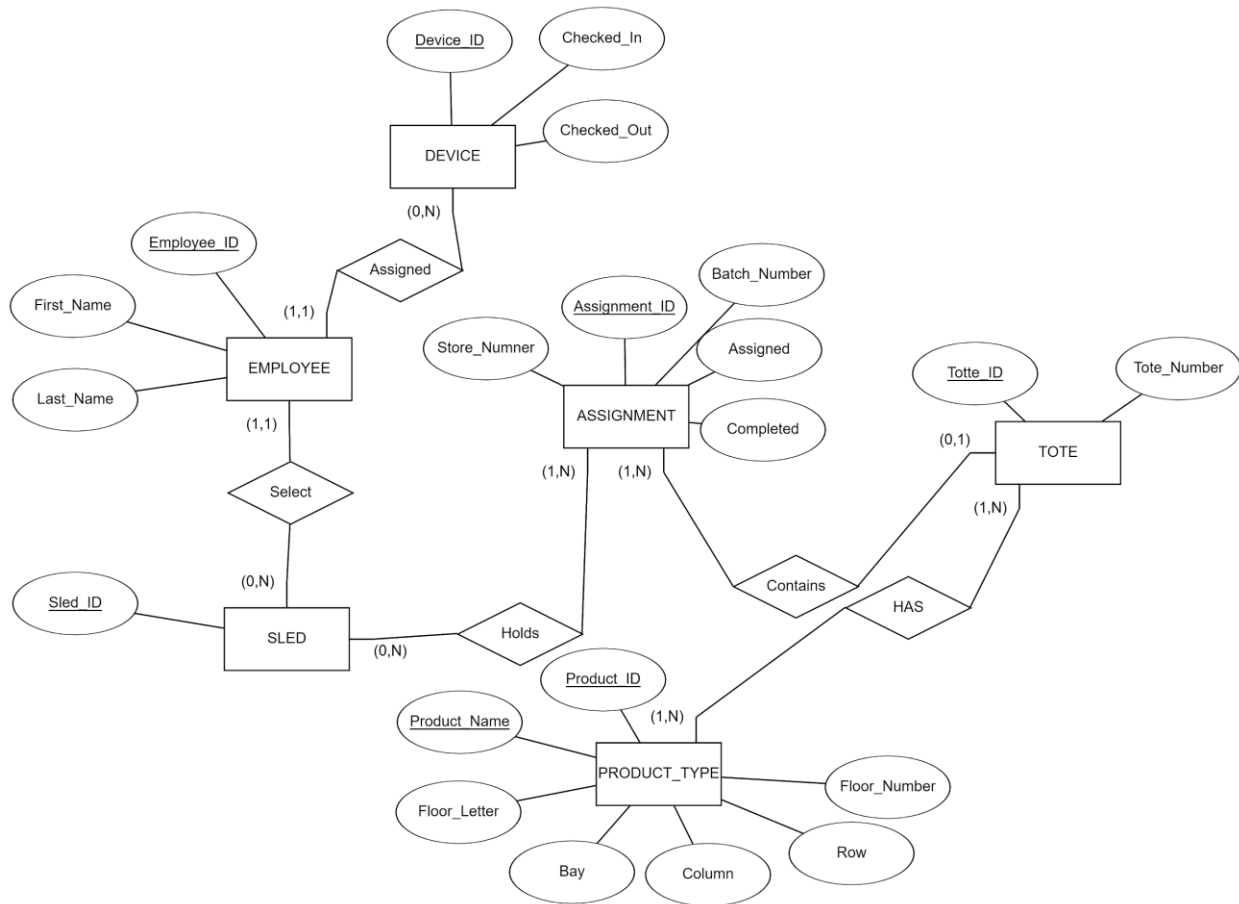 Device_ID
Checked_In
Checked_Out
DEVICE
(0,N)
Employee_ID
Assigned
First_Name
(1,1)
EMPLOYEE
Last_Name
(1,1)
Batch_Number
Assignment_ID
Store_Numner
Assigned
ASSIGNMENT
Completed
(1,N)
(1,N)
Totte_ID
Tote_Number
(0,1)
TOTE
(1,N)
Select
(0,N)
Sled_ID
SLED
(0,N)
Holds
Contains
HAS
Product_ID
(1,N)
Product_Name
PRODUCT_TYPE
Floor_Number
Floor_Letter
Row
Bay
Column